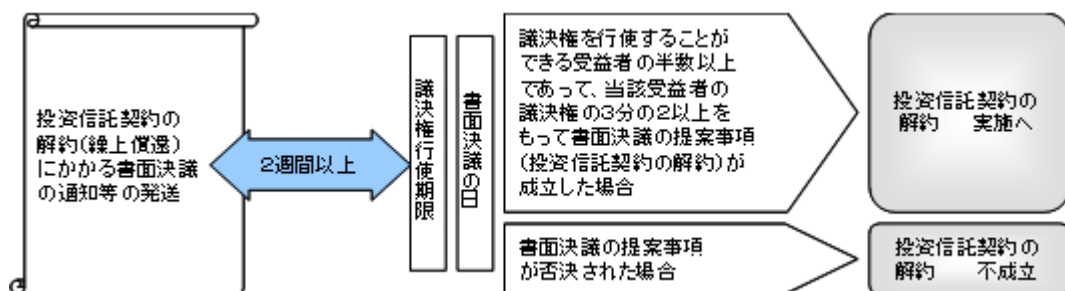 投資信託契約の
解約(繰上償還)
にかかる書面決議
の通知等の発送
2週間以上
議決権行使期限
書面決議の日
議決権を行使することが
できる受益者の半数以上
であって、当該受益者の
議決権の3分の2以上を
もって書面決議の提案事項
(投資信託契約の解約)が
成立した場合
投資信託契約の
解約 実施へ
書面決議の提案事項
が否決された場合
投資信託契約の
解約 不成立